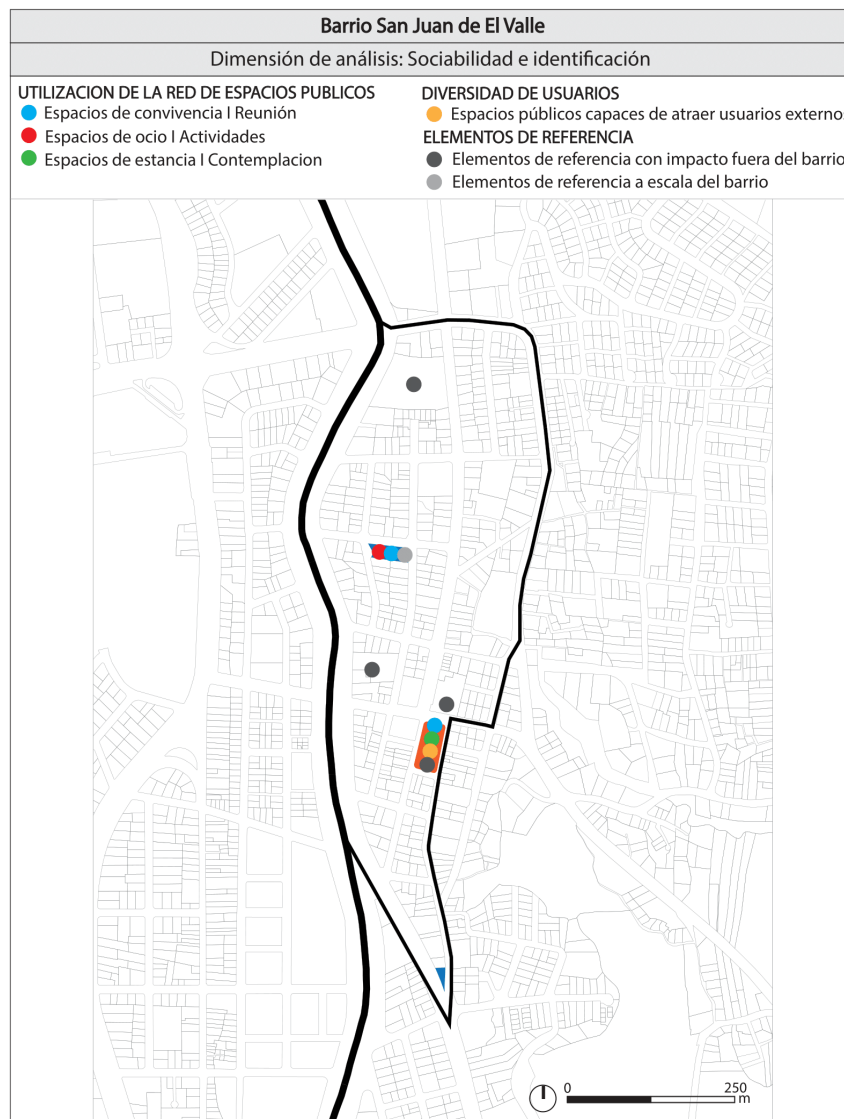 Barrio San Juan de El Valle
Dimensión de análisis: Sociabilidad e identificación
UTILIZACION DE LA RED DE ESPACIOS PUBLICOS
Espacios de convivencia I Reunión
Espacios de ocio I Actividades
Espacios de estancia I Contemplacion
DIVERSIDAD DE USUARIOS
Espacios públicos capaces de atraer usuarios externos
ELEMENTOS DE REFERENCIA
Elementos de referencia con impacto fuera del barrio
Elementos de referencia a escala del barrio
0 250
m